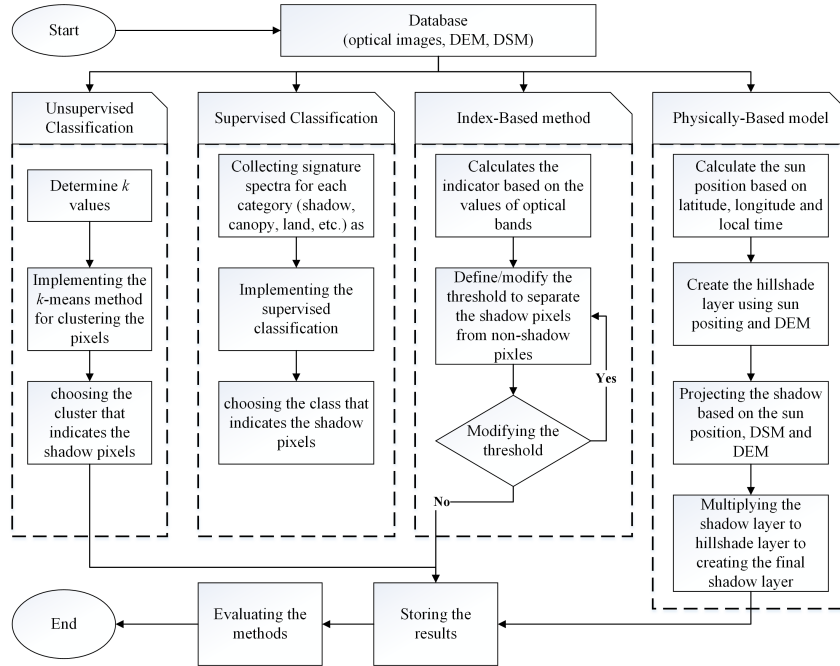 Start
Database
(optical images, DEM, DSM)
Unsupervised
Classification
Determine k
values
Implementing the
k-means method
for clustering the
pixels
choosing the
cluster that
indicates the
shadow pixels
Supervised Classification
Collecting signature
spectra for each
category (shadow,
canopy, land, etc.) as
Implementing the
supervised
classification
choosing the class that
indicates the shadow
pixels
Index-Based method
Calculates the
indicator based on the
values of optical
bands
Define/modify the
threshold to separate
the shadow pixels
from non-shadow
pixles
Yes
Modifying the
threshold
No
Physically-Based model
Calculate the sun
position based on
latitude, longitude and
local time
Create the hillshade
layer using sun
positing and DEM
Projecting the shadow
based on the sun
position, DSM and
DEM
Multiplying the
shadow layer to
hillshade layer to
creating the final
shadow layer
Storing the
results
Evaluating the
methods
End